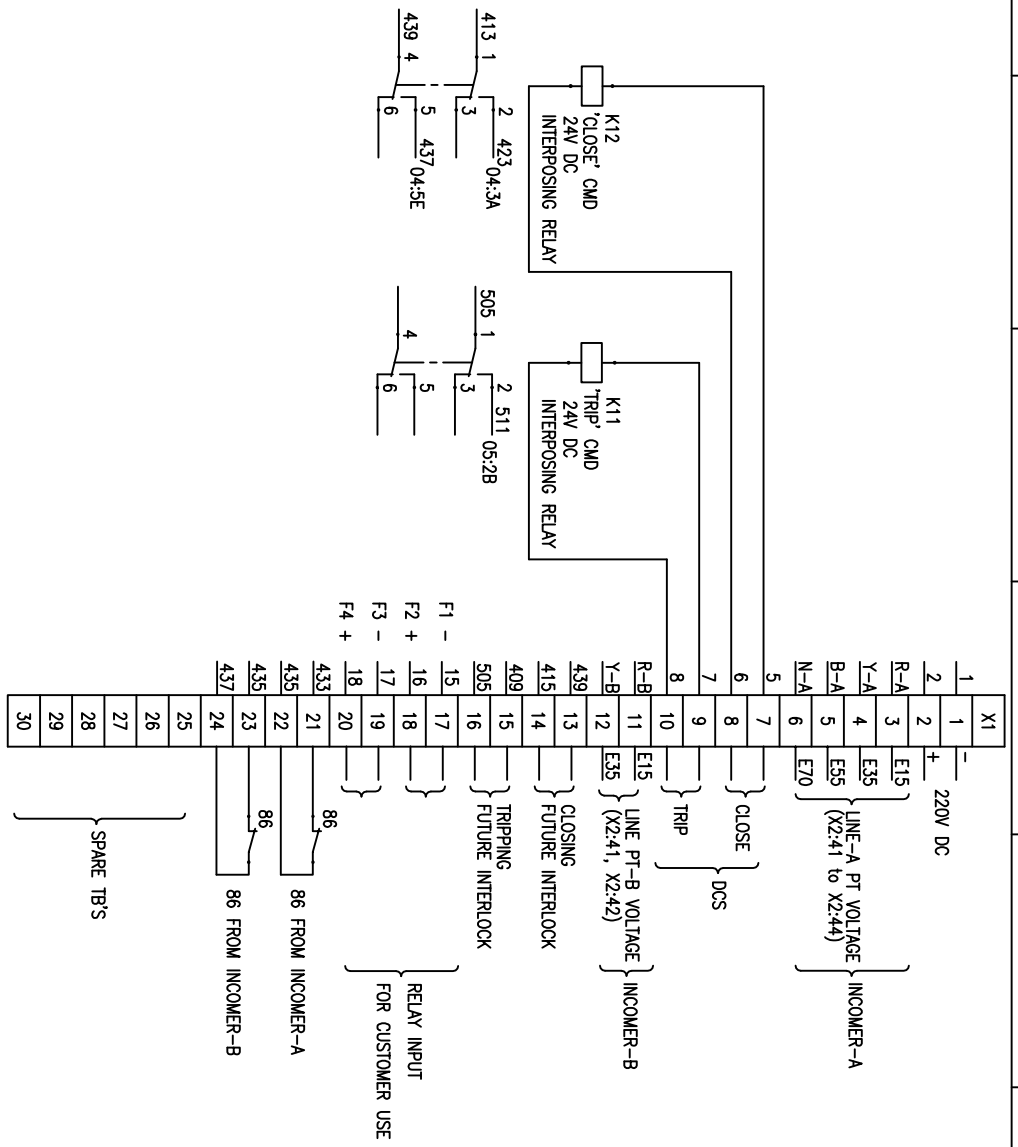 439 4
5 437 04:5E
6
413 1
2 423 04:3A
3
K12
'CLOSE' CMD
24V DC
INTERPOSING RELAY
4
5
6
505 1
2 511 05:2B
3
K11
'TRIP' CMD
24V DC
INTERPOSING RELAY
X1
1 1 -
2 2 +
220V DC
R-A 3 E15
Y-A 4 E35
B-A 5 E55
N-A 6 E70
LINE-A PT VOLTAGE
(X2:41 to X2:44)
INCOMER-A
5 7
6 8
CLOSE
7 9
8 10
TRIP
DCS
R-B 11 E15
Y-B 12 E35
LINE PT-B VOLTAGE
(X2:41, X2:42)
INCOMER-B
439 13
415 14
CLOSING
FUTURE INTERLOCK
409 15
505 16
TRIPPING
FUTURE INTERLOCK
F1 - 15 17
F2 + 16 18
F3 - 17 19
F4 + 18 20
RELAY INPUT
FOR CUSTOMER USE
433 21 86
435 22
86 FROM INCOMER-A
435 23 86
437 24
86 FROM INCOMER-B
25
26
27
28
29
30
SPARE TB'S